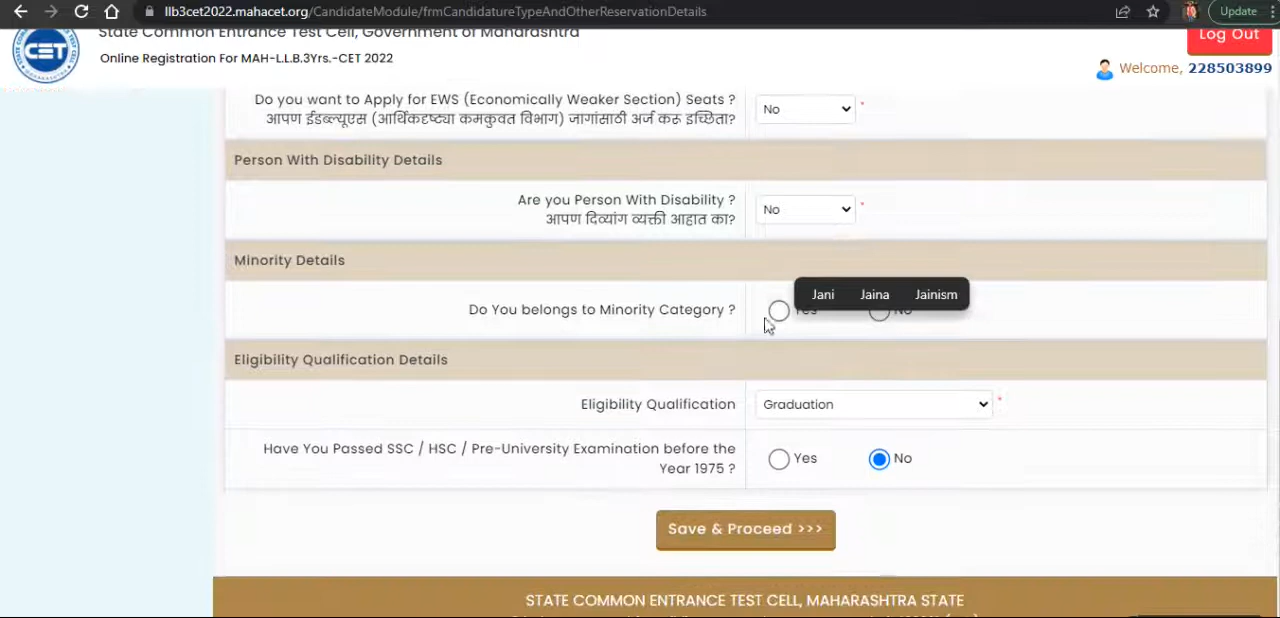 llb3cet2022.mahacet.org/CandidateModule/frmCandidatureTypeAndOtherReservationDetails
Update
State Common Entrance Test Cell, Government of Maharashtra
Log Out
CET
Online Registration For MAH-L.L.B.3Yrs.-CET 2022
Welcome, 228503899
Do you want to Apply for EWS (Economically Weaker Section) Seats ?
आपण ईडब्ल्यूएस (आर्थिकदृष्ट्या कमकुवत विभाग) जागांसाठी अर्ज करू इच्छिता?
No
*
Person With Disability Details
Are you Person With Disability ?
आपण दिव्यांग व्यक्ती आहात का?
No
*
Minority Details
Jani Jaina Jainism
Do You belongs to Minority Category ?
Yes No
Eligibility Qualification Details
Eligibility Qualification
Graduation
*
Have You Passed SSC / HSC / Pre-University Examination before the
Year 1975 ?
Yes No
Save & Proceed >>>
STATE COMMON ENTRANCE TEST CELL, MAHARASHTRA STATE